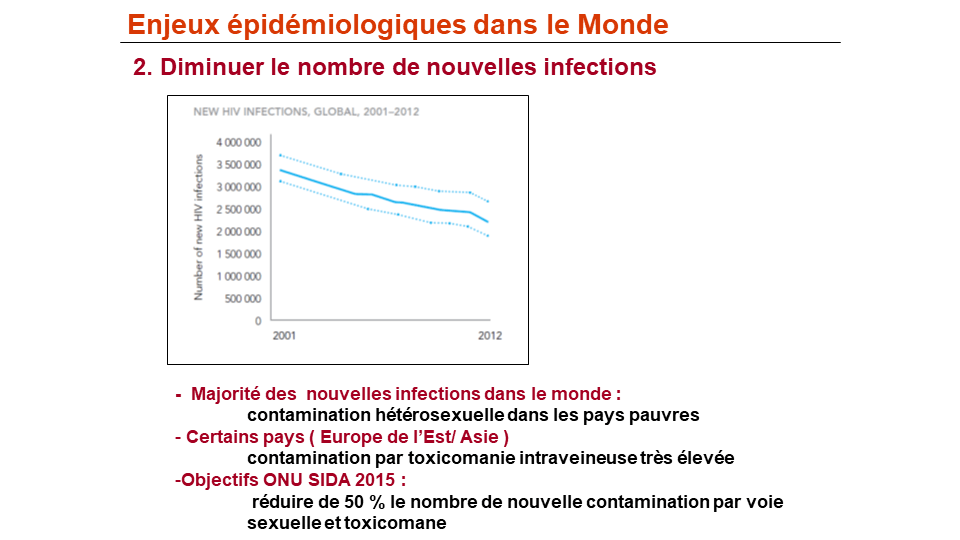 Enjeux épidémiologiques dans le Monde
2. Diminuer le nombre de nouvelles infections
NEW HIV INFECTIONS, GLOBAL, 2001–2012
Number of new HIV infections
4 000 000
3 500 000
3 000 000
2 500 000
2 000 000
1 500 000
1 000 000
500 000
0
2001
2012
- Majorité des nouvelles infections dans le monde :
contamination hétérosexuelle dans les pays pauvres
- Certains pays ( Europe de l'Est/ Asie )
contamination par toxicomanie intraveineuse très élevée
-Objectifs ONU SIDA 2015 :
réduire de 50 % le nombre de nouvelle contamination par voie
sexuelle et toxicomane